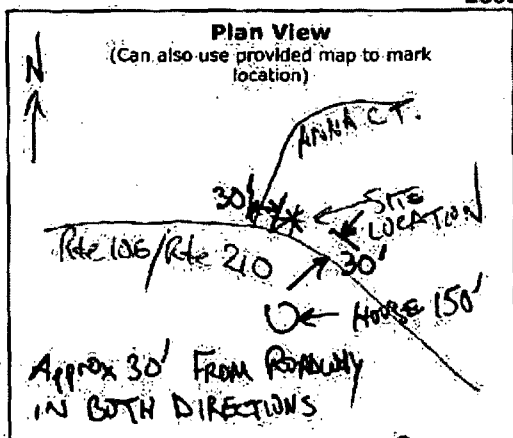 Plan View
(Can also use provided map to mark
location)
N
ANNA CT.
30'
SITE
LOCATION
Rte 106/Rte 210
30'
HOUSE 150'
Approx 30' FROM ROADWAY
IN BOTH DIRECTIONS